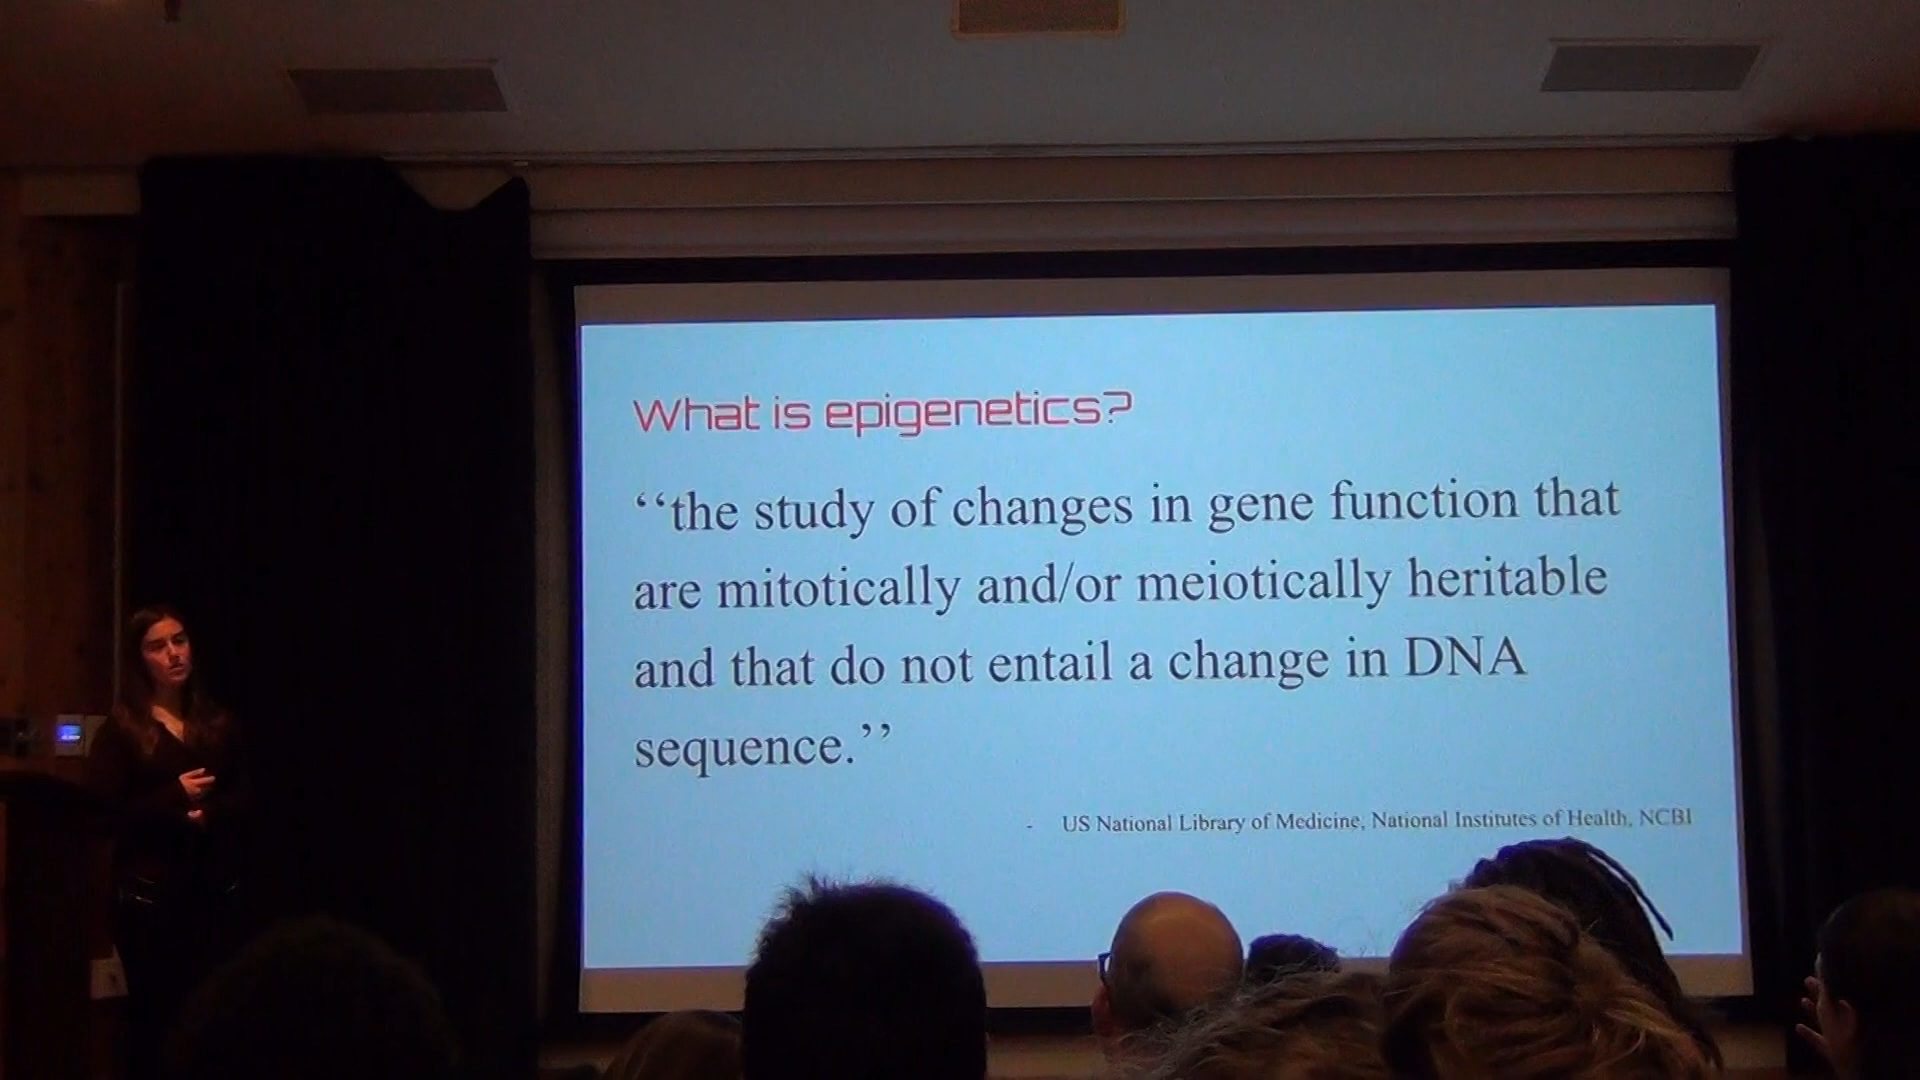 What is epigenetics?
‘‘the study of changes in gene function that
are mitotically and/or meiotically heritable
and that do not entail a change in DNA
sequence.’’
- US National Library of Medicine, National Institutes of Health, NCBI